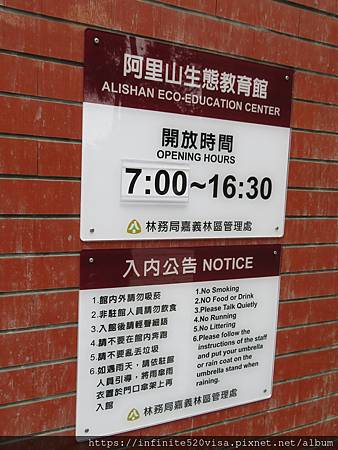 阿里山生態教育館
ALISHAN ECO-EDUCATION CENTER
開放時間
OPENING HOURS
7:00~16:30
林務局嘉義林區管理處
入內公告 NOTICE
1.館內外請勿吸菸
2.非駐館人員請勿飲食
3.入館後請輕聲細語
4.請不要在館內奔跑
5.請不要亂丟垃圾
6.如遇雨天，請依駐館
人員引導，將雨傘雨
衣置於門口傘架上再
入館
1.No Smoking
2.NO Food or Drink
3.Please Talk Quietly
4.No Running
5.No Littering
6.Please follow the
instructions of the staff
and put your umbrella
or rain coat on the
umbrella stand when
raining.
林務局嘉義林區管理處
https://infinite520visa.pixnet.net/album